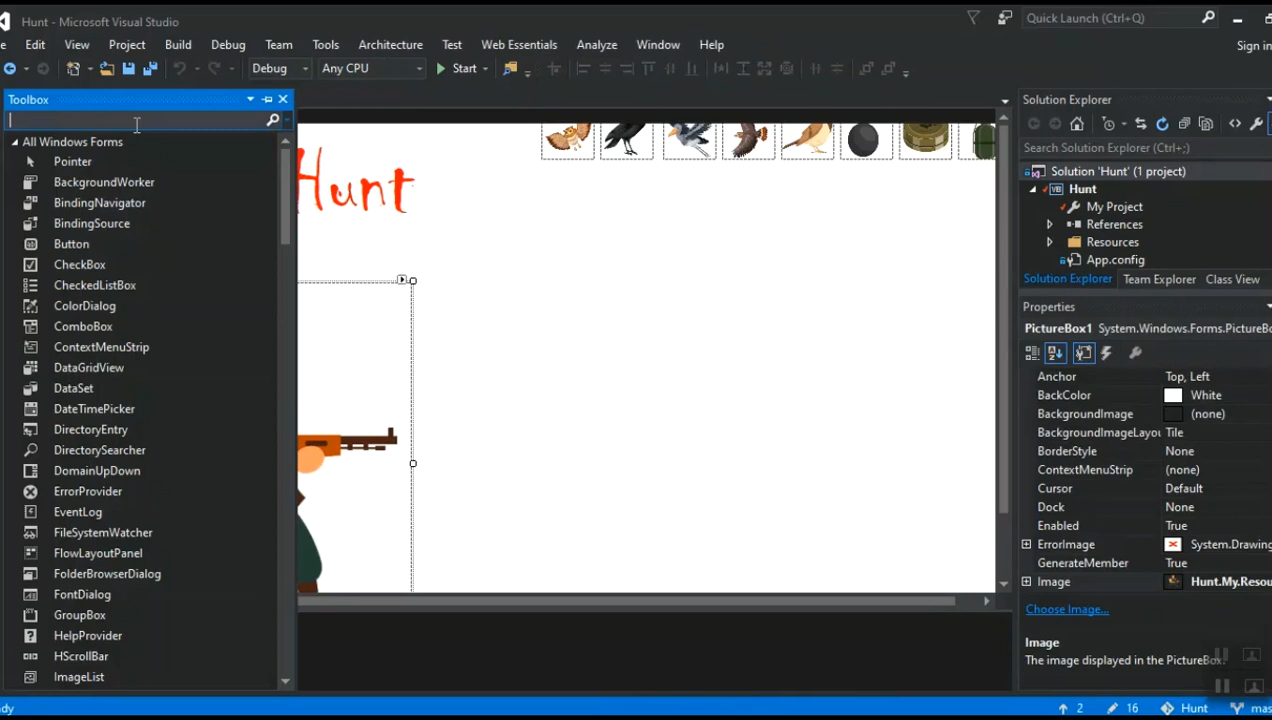 Hunt - Microsoft Visual Studio
Quick Launch (Ctrl+Q)
e Edit View Project Build Debug Team Tools Architecture Test Web Essentials Analyze Window Help
Sign in
Debug Any CPU Start
Toolbox
All Windows Forms
Pointer
BackgroundWorker
BindingNavigator
BindingSource
Button
CheckBox
CheckedListBox
ColorDialog
ComboBox
ContextMenuStrip
DataGridView
DataSet
DateTimePicker
DirectoryEntry
DirectorySearcher
DomainUpDown
ErrorProvider
EventLog
FileSystemWatcher
FlowLayoutPanel
FolderBrowserDialog
FontDialog
GroupBox
HelpProvider
HScrollBar
ImageList
Hunt
Solution Explorer
Search Solution Explorer (Ctrl+;)
Solution 'Hunt' (1 project)
VB Hunt
My Project
References
Resources
App.config
Solution Explorer Team Explorer Class View
Properties
PictureBox1 System.Windows.Forms.PictureBo
Anchor Top, Left
BackColor White
BackgroundImage (none)
BackgroundImageLayou Tile
BorderStyle None
ContextMenuStrip (none)
Cursor Default
Dock None
Enabled True
ErrorImage System.Drawing
GenerateMember True
Image Hunt.My.Resou
Choose Image...
Image
The image displayed in the PictureBox.
dy
2 16 Hunt mas